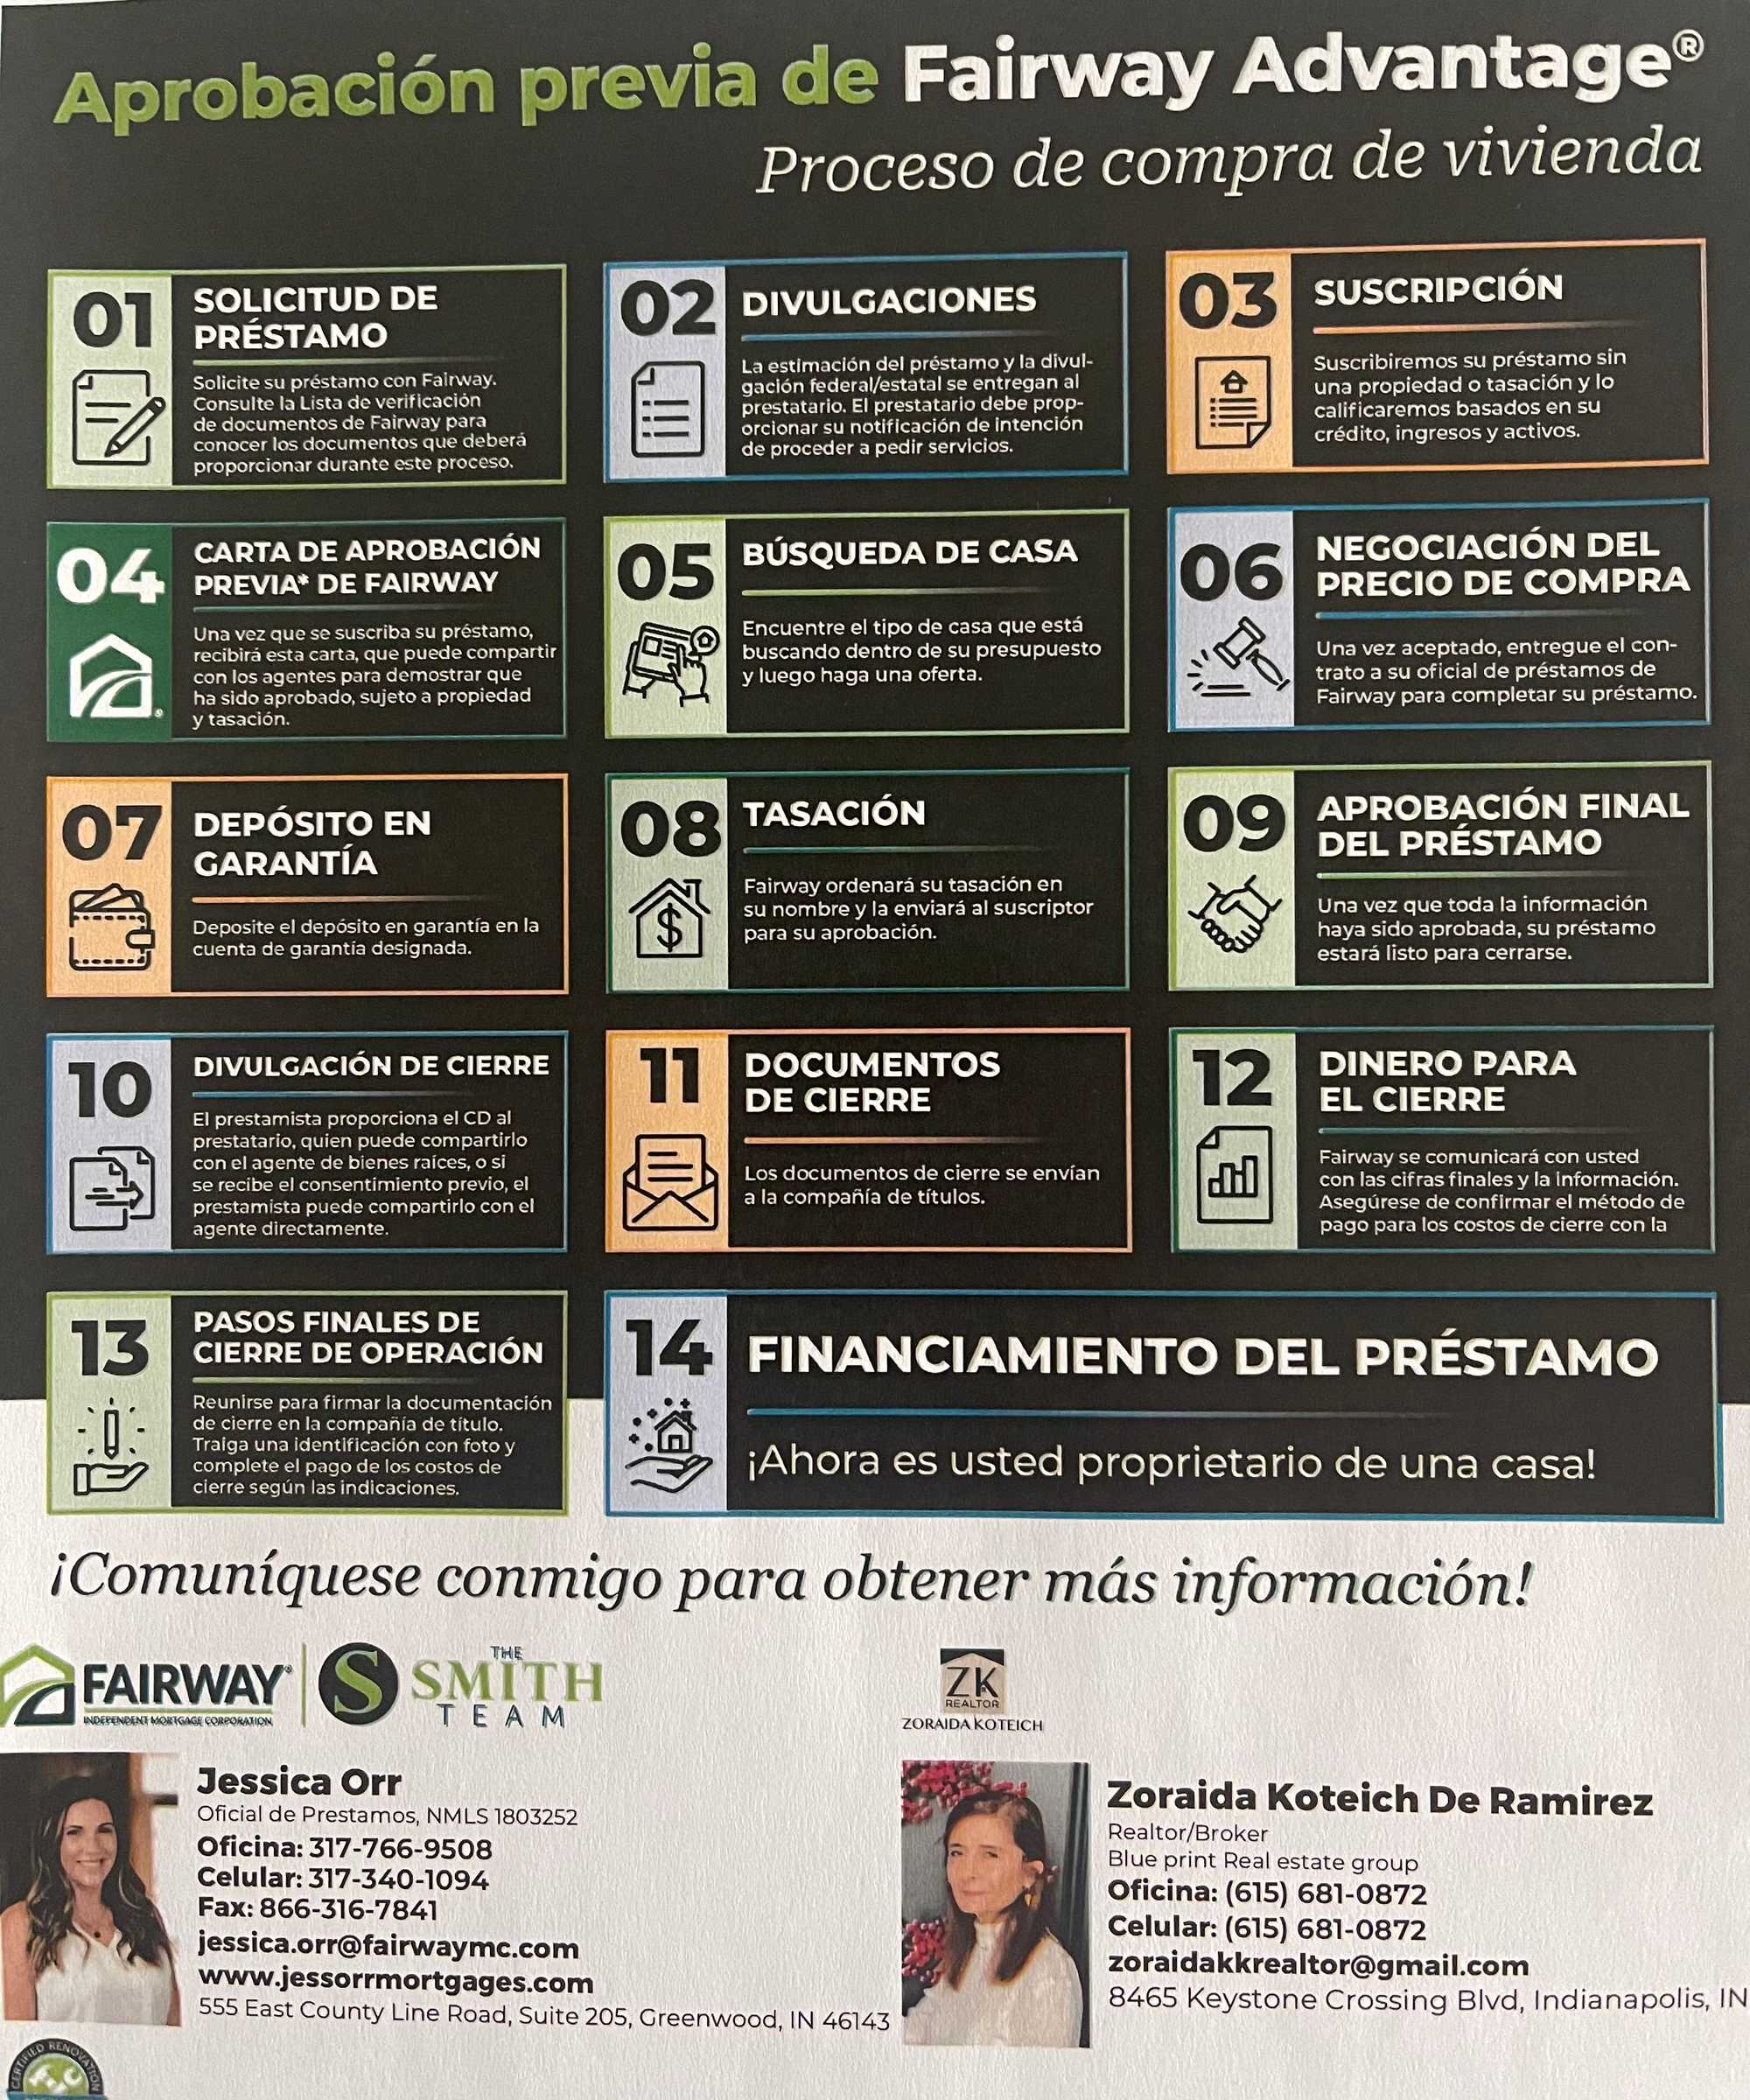 Aprobación previa de Fairway Advantage®
Proceso de compra de vivienda
01
SOLICITUD DE
PRÉSTAMO
Solicite su préstamo con Fairway.
Consulte la Lista de verificación
de documentos de Fairway para
conocer los documentos que deberá
proporcionar durante este proceso.
02
DIVULGACIONES
La estimación del préstamo y la divul-
gación federal/estatal se entregan al
prestatario. El prestatario debe prop-
orcionar su notificación de intención
de proceder a pedir servicios.
03
SUSCRIPCIÓN
Suscribiremos su préstamo sin
una propiedad o tasación y lo
calificaremos basados en su
crédito, ingresos y activos.
04
CARTA DE APROBACIÓN
PREVIA* DE FAIRWAY
Una vez que se suscriba su préstamo,
recibirá esta carta, que puede compartir
con los agentes para demostrar que
ha sido aprobado, sujeto a propiedad
y tasación.
05
BÚSQUEDA DE CASA
Encuentre el tipo de casa que está
buscando dentro de su presupuesto
y luego haga una oferta.
06
NEGOCIACIÓN DEL
PRECIO DE COMPRA
Una vez aceptado, entregue el con-
trato a su oficial de préstamos de
Fairway para completar su préstamo.
07
DEPÓSITO EN
GARANTÍA
Deposite el depósito en garantía en la
cuenta de garantía designada.
08
TASACIÓN
Fairway ordenará su tasación en
su nombre y la enviará al suscriptor
para su aprobación.
09
APROBACIÓN FINAL
DEL PRÉSTAMO
Una vez que toda la información
haya sido aprobada, su préstamo
estará listo para cerrarse.
10
DIVULGACIÓN DE CIERRE
El prestamista proporciona el CD al
prestatario, quien puede compartirlo
con el agente de bienes raíces, o si
se recibe el consentimiento previo, el
prestamista puede compartirlo con el
agente directamente.
11
DOCUMENTOS
DE CIERRE
Los documentos de cierre se envían
a la compañía de títulos.
12
DINERO PARA
EL CIERRE
Fairway se comunicará con usted
con las cifras finales y la información.
Asegúrese de confirmar el método de
pago para los costos de cierre con la
13
PASOS FINALES DE
CIERRE DE OPERACIÓN
Reunirse para firmar la documentación
de cierre en la compañía de título.
Traiga una identificación con foto y
complete el pago de los costos de
cierre según las indicaciones.
14
FINANCIAMIENTO DEL PRÉSTAMO
¡Ahora es usted proprietario de una casa!
¡Comuníquese conmigo para obtener más información!
FAIRWAY®
INDEPENDENT MORTGAGE CORPORATION
S
THE
SMITH
TEAM
ZK
REALTOR
ZORAIDA KOTEICH
Jessica Orr
Oficial de Prestamos, NMLS 1803252
Oficina: 317-766-9508
Celular: 317-340-1094
Fax: 866-316-7841
jessica.orr@fairwaymc.com
www.jessorrmortgages.com
555 East County Line Road, Suite 205, Greenwood, IN 46143
Zoraida Koteich De Ramirez
Realtor/Broker
Blue print Real estate group
Oficina: (615) 681-0872
Celular: (615) 681-0872
zoraidakkrealtor@gmail.com
8465 Keystone Crossing Blvd, Indianapolis, IN
CERTIFIED RENOVATION